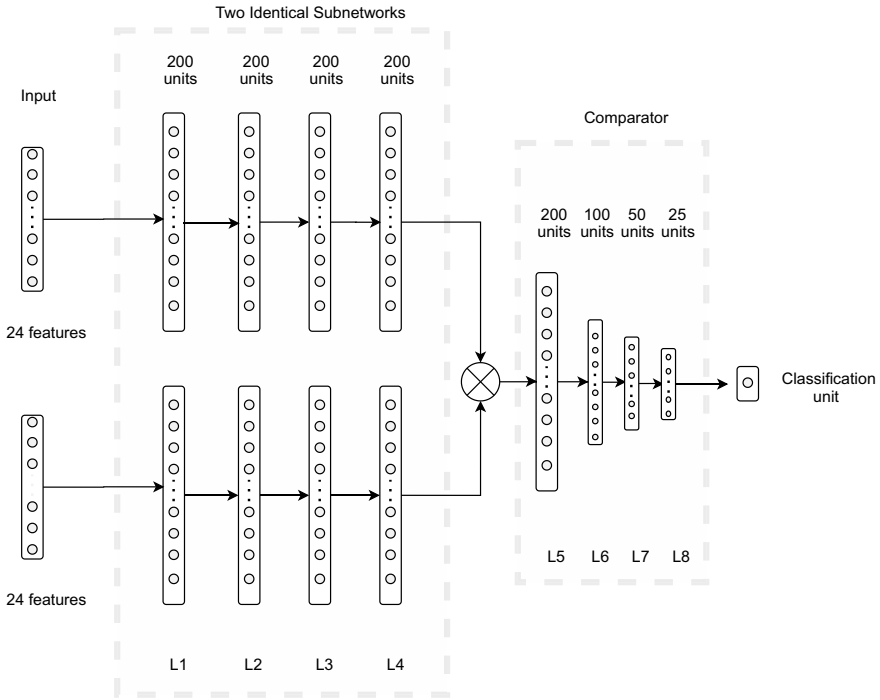 Two Identical Subnetworks
200 units
200 units
200 units
200 units
Input
24 features
24 features
L1
L2
L3
L4
Comparator
200 units
100 units
50 units
25 units
L5
L6
L7
L8
Classification
unit